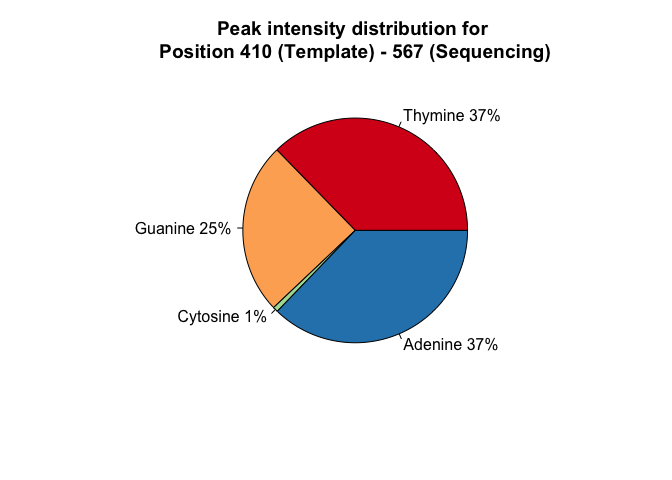 Peak intensity distribution for
Position 410 (Template) - 567 (Sequencing)
Thymine 37%
Guanine 25%
Cytosine 1%
Adenine 37%